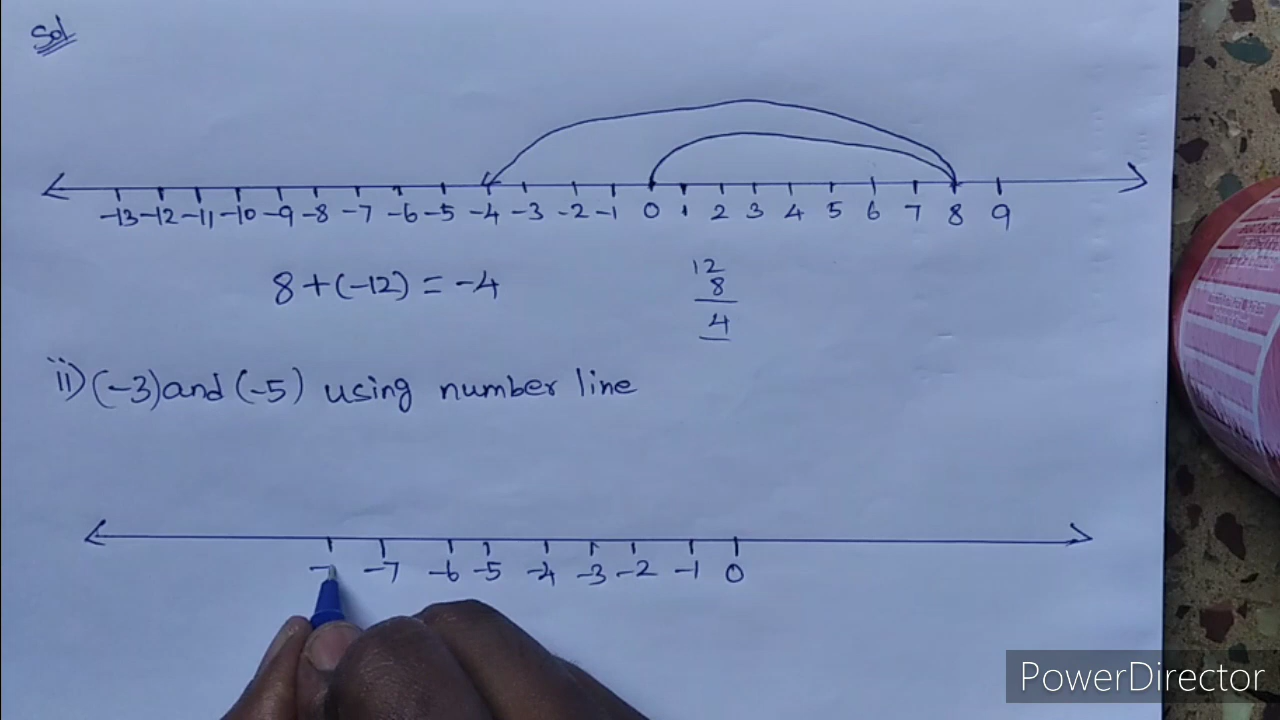 Sol
-13 -12 -11 -10 -9 -8 -7 -6 -5 -4 -3 -2 -1 0 1 2 3 4 5 6 7 8 9
8+(-12) = -4
12
8
4
ii) (-3) and (-5) using number line
- -7 -6 -5 -4 -3 -2 -1 0
PowerDirector